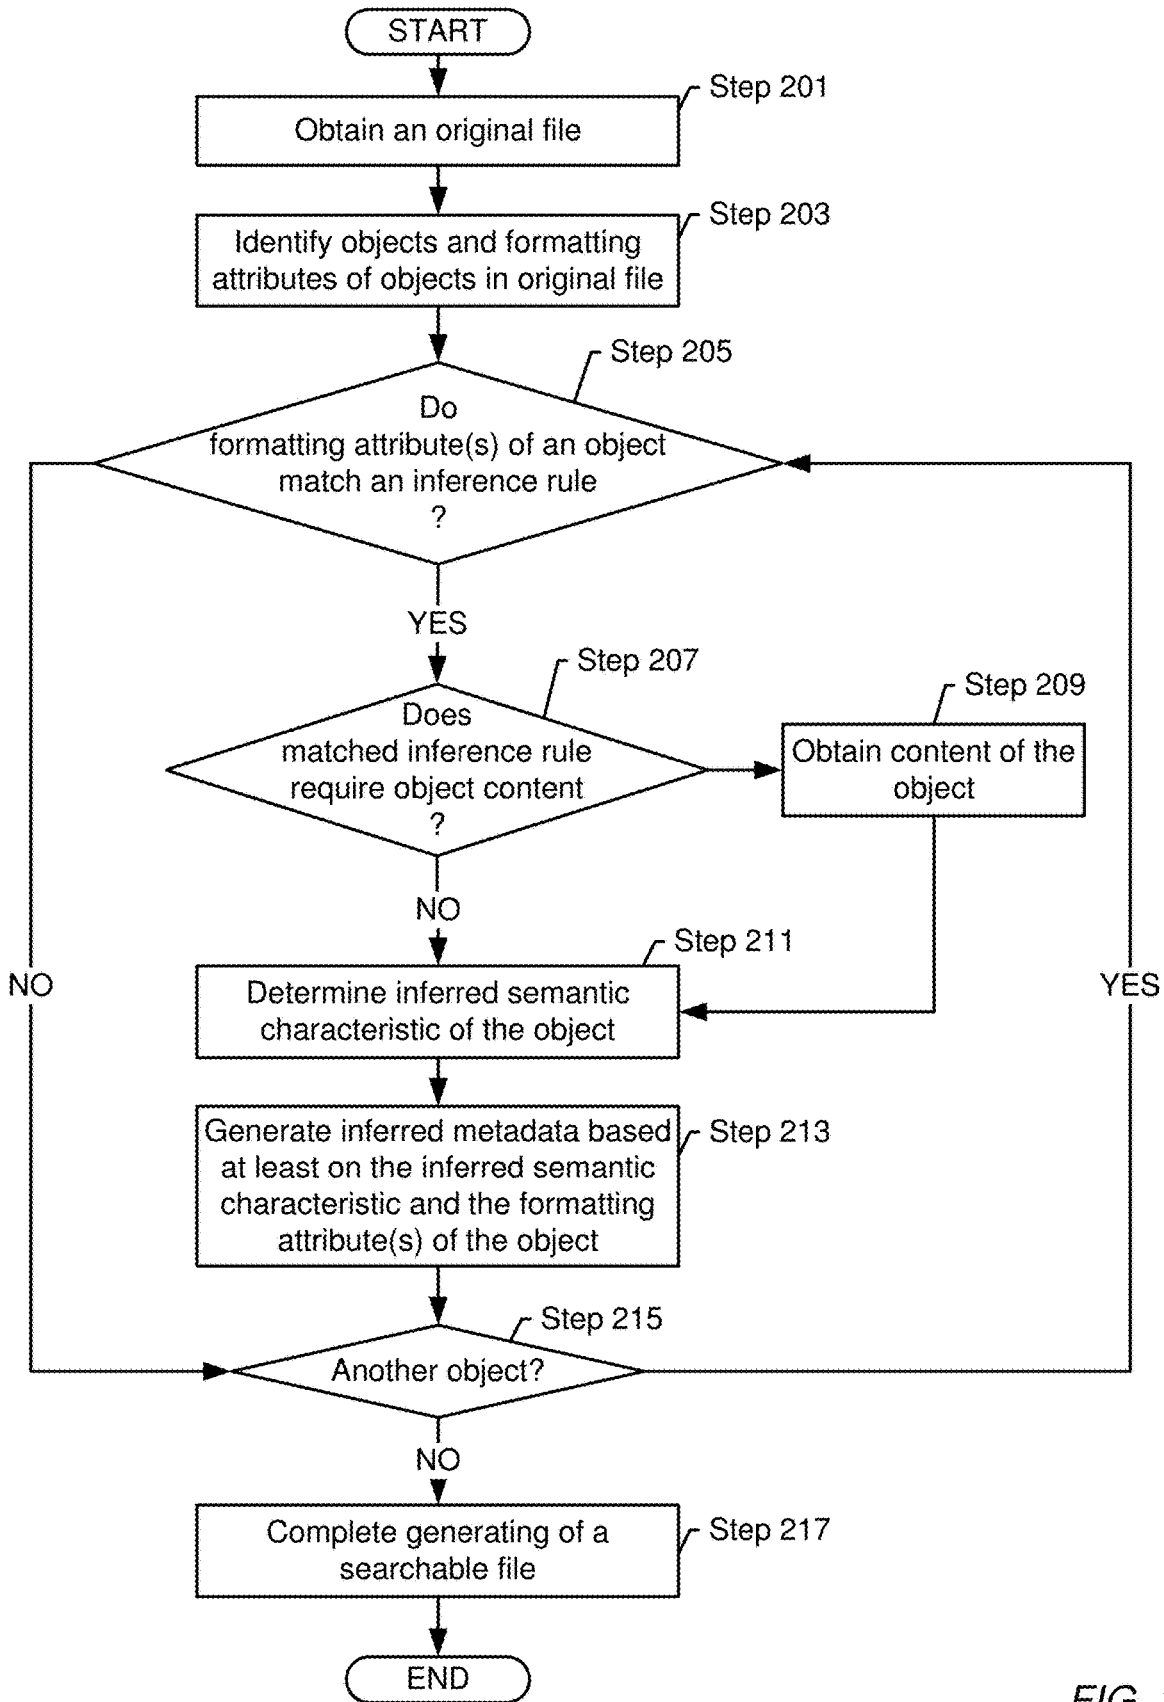 START
Step 201
Obtain an original file
Step 203
Identify objects and formatting
attributes of objects in original file
Step 205
Do
formatting attribute(s) of an object
match an inference rule
?
YES
Step 207
Does
matched inference rule
require object content
?
Step 209
Obtain content of the
object
NO
Step 211
Determine inferred semantic
characteristic of the object
NO
YES
Generate inferred metadata based
at least on the inferred semantic
characteristic and the formatting
attribute(s) of the object
Step 213
Step 215
Another object?
NO
Complete generating of a
searchable file
Step 217
END
FIG.